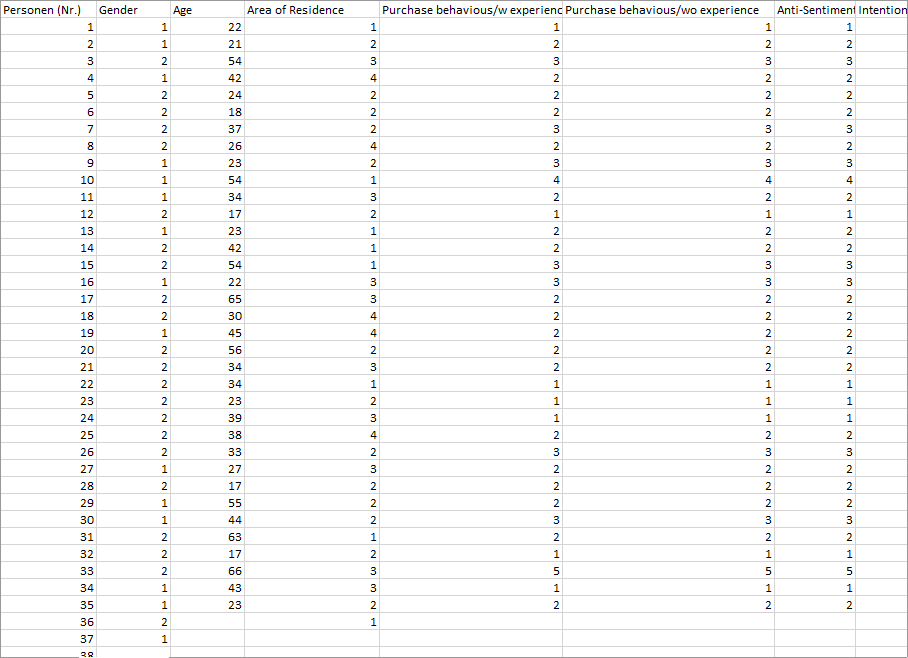 Personen (Nr.) Gender Age Area of Residence Purchase behavious/w experienc Purchase behavious/wo experience Anti-Sentiment Intention
1 1 22 1 1 1 1
2 1 21 2 2 2 2
3 2 54 3 3 3 3
4 1 42 4 2 2 2
5 2 24 2 2 2 2
6 2 18 2 2 2 2
7 2 37 2 3 3 3
8 2 26 4 2 2 2
9 1 23 2 3 3 3
10 1 54 1 4 4 4
11 1 34 3 2 2 2
12 2 17 2 1 1 1
13 1 23 1 2 2 2
14 2 42 1 2 2 2
15 2 54 1 3 3 3
16 1 22 3 3 3 3
17 2 65 3 2 2 2
18 2 30 4 2 2 2
19 1 45 4 2 2 2
20 2 56 2 2 2 2
21 2 34 3 2 2 2
22 2 34 1 1 1 1
23 2 23 2 1 1 1
24 2 39 3 1 1 1
25 2 38 4 2 2 2
26 2 33 2 3 3 3
27 1 27 3 2 2 2
28 2 17 2 2 2 2
29 1 55 2 2 2 2
30 1 44 2 3 3 3
31 2 63 1 2 2 2
32 2 17 2 1 1 1
33 2 66 3 5 5 5
34 1 43 3 1 1 1
35 1 23 2 2 2 2
36 2 1
37 1
38